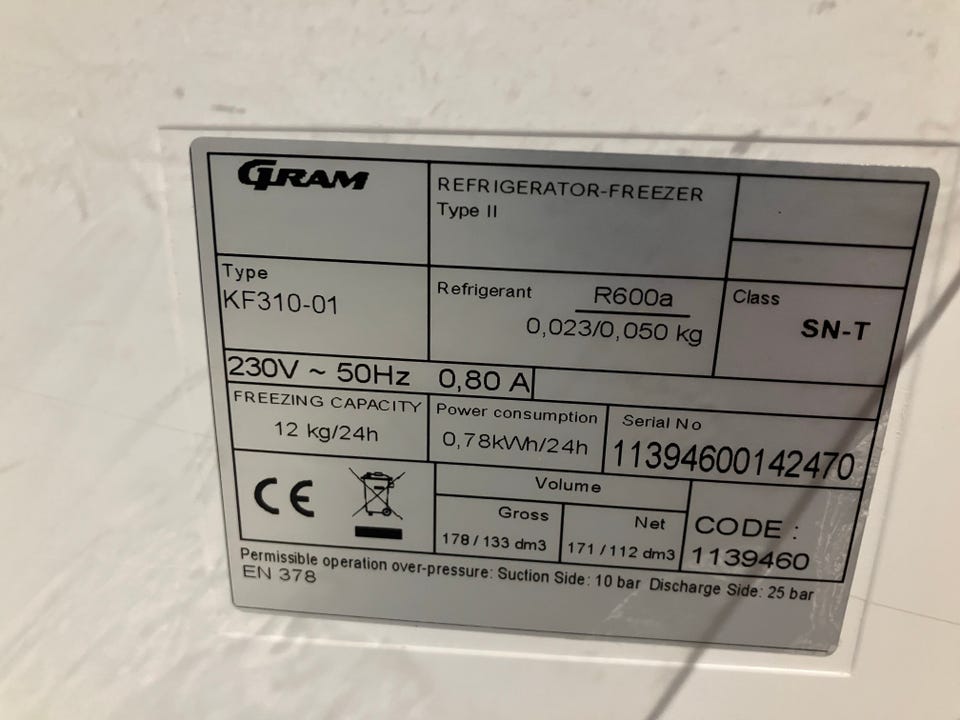 GRAM
REFRIGERATOR-FREEZER
Type II
Type
KF310-01
Refrigerant
R600a
0,023/0,050 kg
Class
SN-T
230V ~ 50Hz 0,80 A
FREEZING CAPACITY
12 kg/24h
Power consumption
0,78kWh/24h
Serial No
11394600142470
CE
Volume
Gross
178 / 133 dm3
Net
171 / 112 dm3
CODE :
1139460
Permissible operation over-pressure: Suction Side: 10 bar Discharge Side: 25 bar
EN 378